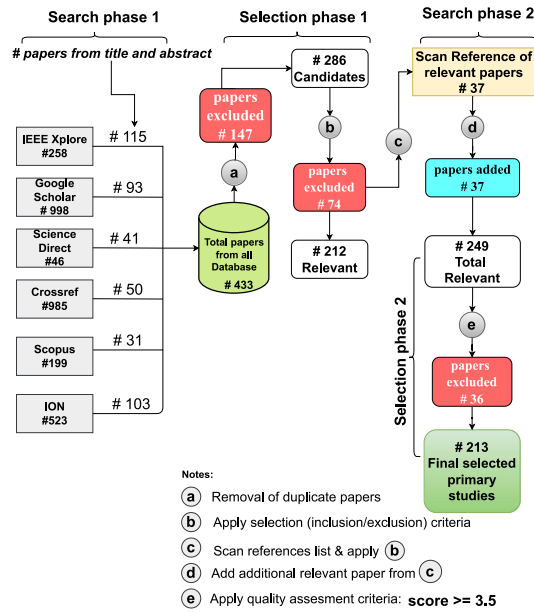 Search phase 1
# papers from title and abstract
IEEE Xplore
#258
# 115
Google
Scholar
# 998
# 93
Science
Direct
#46
# 41
Crossref
#985
# 50
Scopus
#199
# 31
ION
#523
# 103
Selection phase 1
papers
excluded
# 147
a
Total papers
from all
Database
# 433
# 286
Candidates
b
papers
excluded
# 74
# 212
Relevant
c
Search phase 2
Scan Reference of
relevant papers
# 37
d
papers added
# 37
# 249
Total
Relevant
Selection phase 2
e
papers
excluded
# 36
# 213
Final selected
primary
studies
Notes:
a Removal of duplicate papers
b Apply selection (inclusion/exclusion) criteria
c Scan references list & apply b
d Add additional relevant paper from c
e Apply quality assesment criteria: score >= 3.5